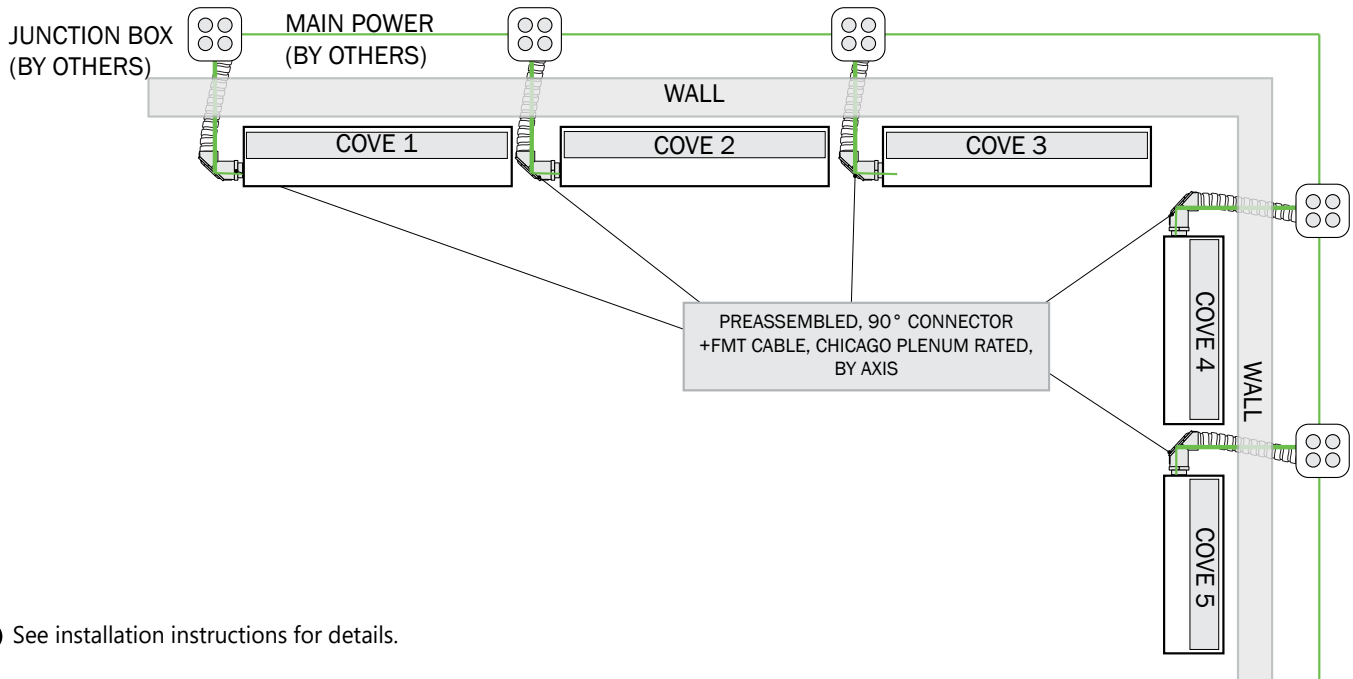 JUNCTION BOX
(BY OTHERS)
MAIN POWER
(BY OTHERS)
WALL
COVE 1
COVE 2
COVE 3
PREASSEMBLED, 90° CONNECTOR
+FMT CABLE, CHICAGO PLENUM RATED,
BY AXIS
COVE 4
WALL
COVE 5
) See installation instructions for details.